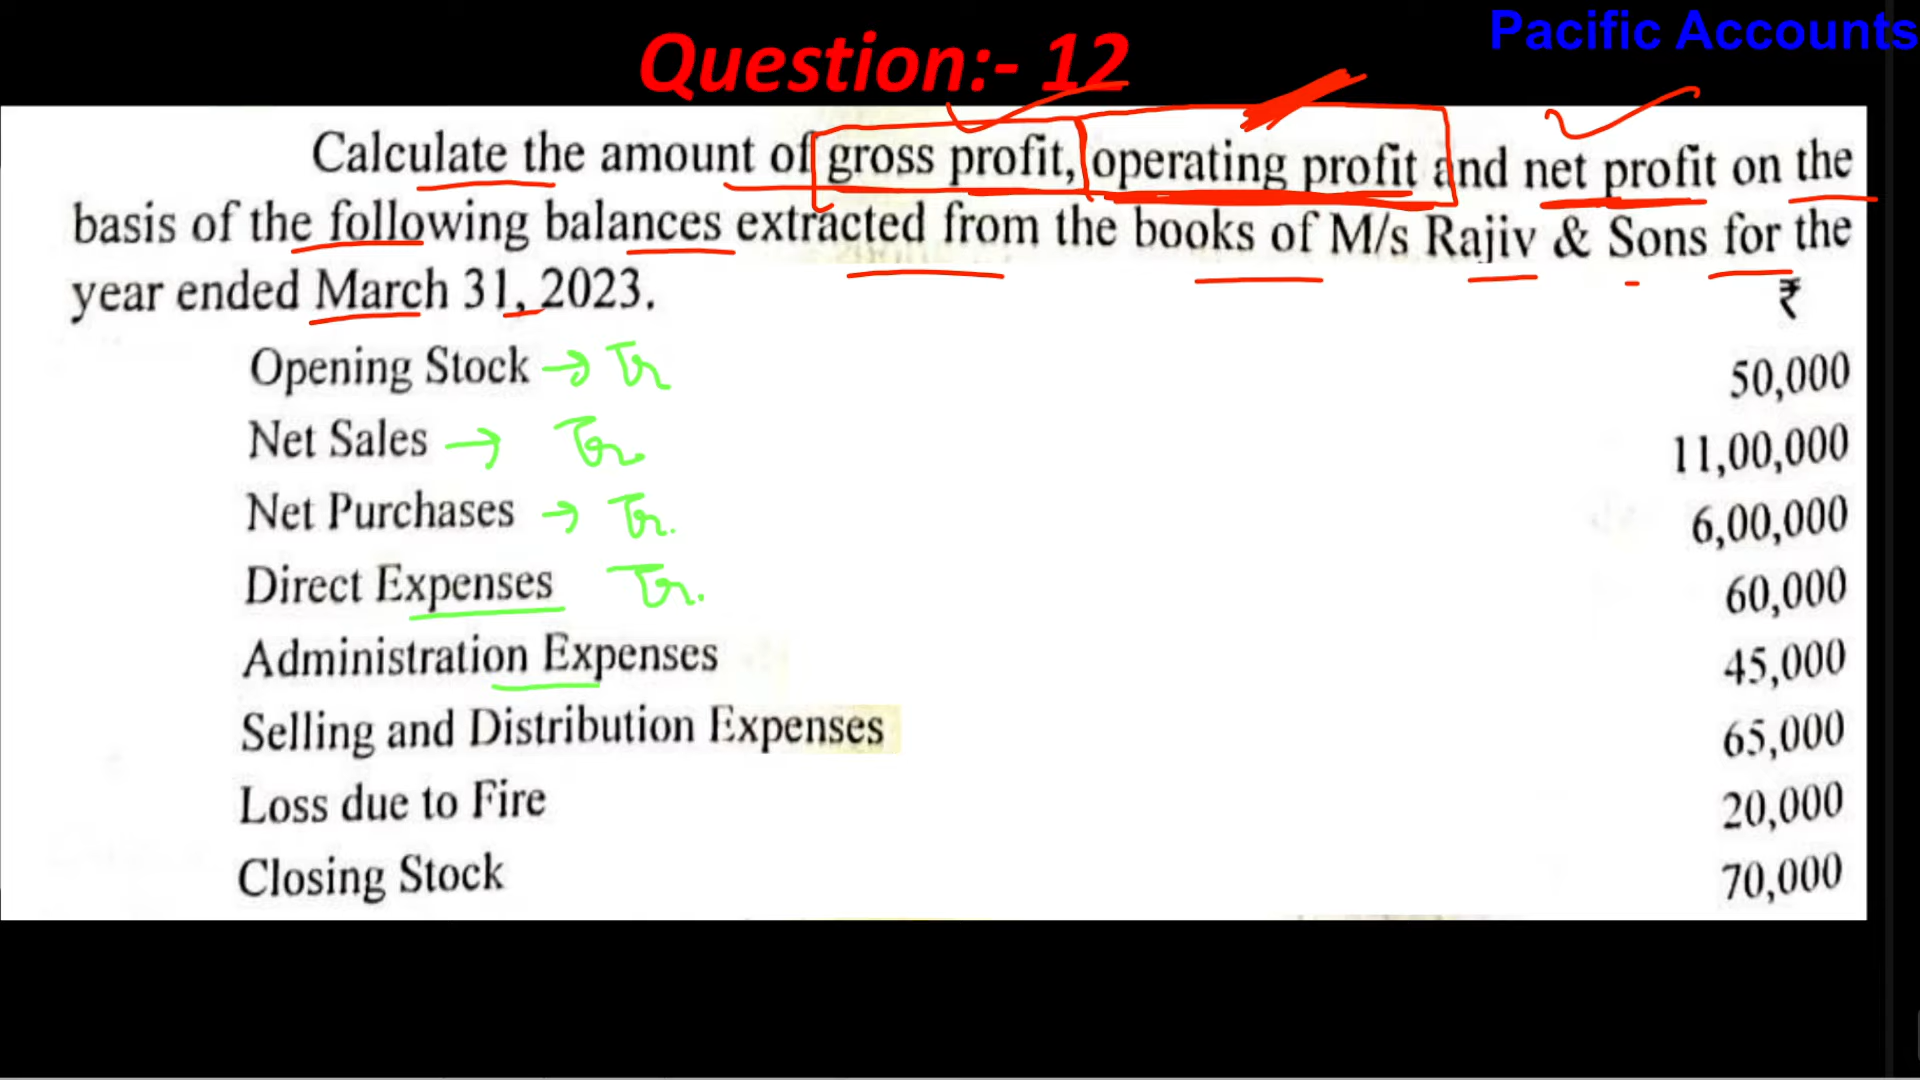 Pacific Accounts
Question:- 12
Calculate the amount of gross profit, operating profit and net profit on the
basis of the following balances extracted from the books of M/s Rajiv & Sons for the
year ended March 31, 2023.
₹
Opening Stock → Tr 50,000
Net Sales → Tr. 11,00,000
Net Purchases → Tr. 6,00,000
Direct Expenses Tr. 60,000
Administration Expenses 45,000
Selling and Distribution Expenses 65,000
Loss due to Fire 20,000
Closing Stock 70,000